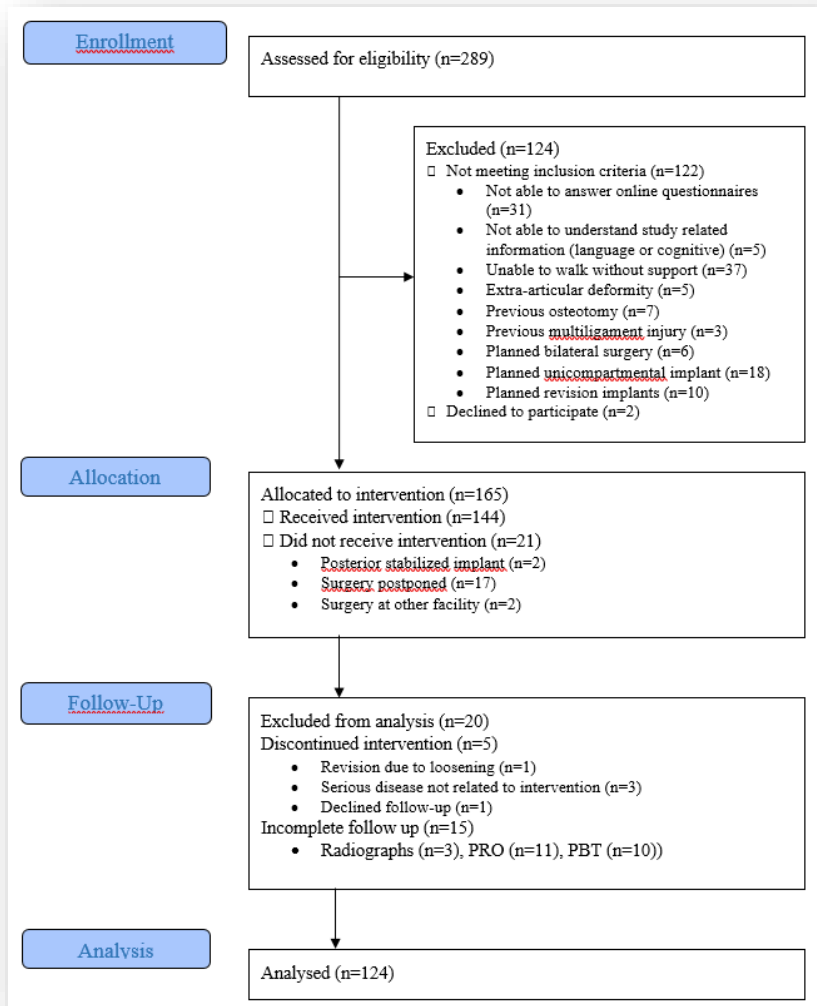 Enrollment
Assessed for eligibility (n=289)
Excluded (n=124)
□ Not meeting inclusion criteria (n=122)
• Not able to answer online questionnaires
(n=31)
• Not able to understand study related
information (language or cognitive) (n=5)
• Unable to walk without support (n=37)
• Extra-articular deformity (n=5)
• Previous osteotomy (n=7)
• Previous multiligament injury (n=3)
• Planned bilateral surgery (n=6)
• Planned unicompartmental implant (n=18)
• Planned revision implants (n=10)
□ Declined to participate (n=2)
Allocation
Allocated to intervention (n=165)
□ Received intervention (n=144)
□ Did not receive intervention (n=21)
• Posterior stabilized implant (n=2)
• Surgery postponed (n=17)
• Surgery at other facility (n=2)
Follow-Up
Excluded from analysis (n=20)
Discontinued intervention (n=5)
• Revision due to loosening (n=1)
• Serious disease not related to intervention (n=3)
• Declined follow-up (n=1)
Incomplete follow up (n=15)
• Radiographs (n=3), PRO (n=11), PBT (n=10))
Analysis
Analysed (n=124)